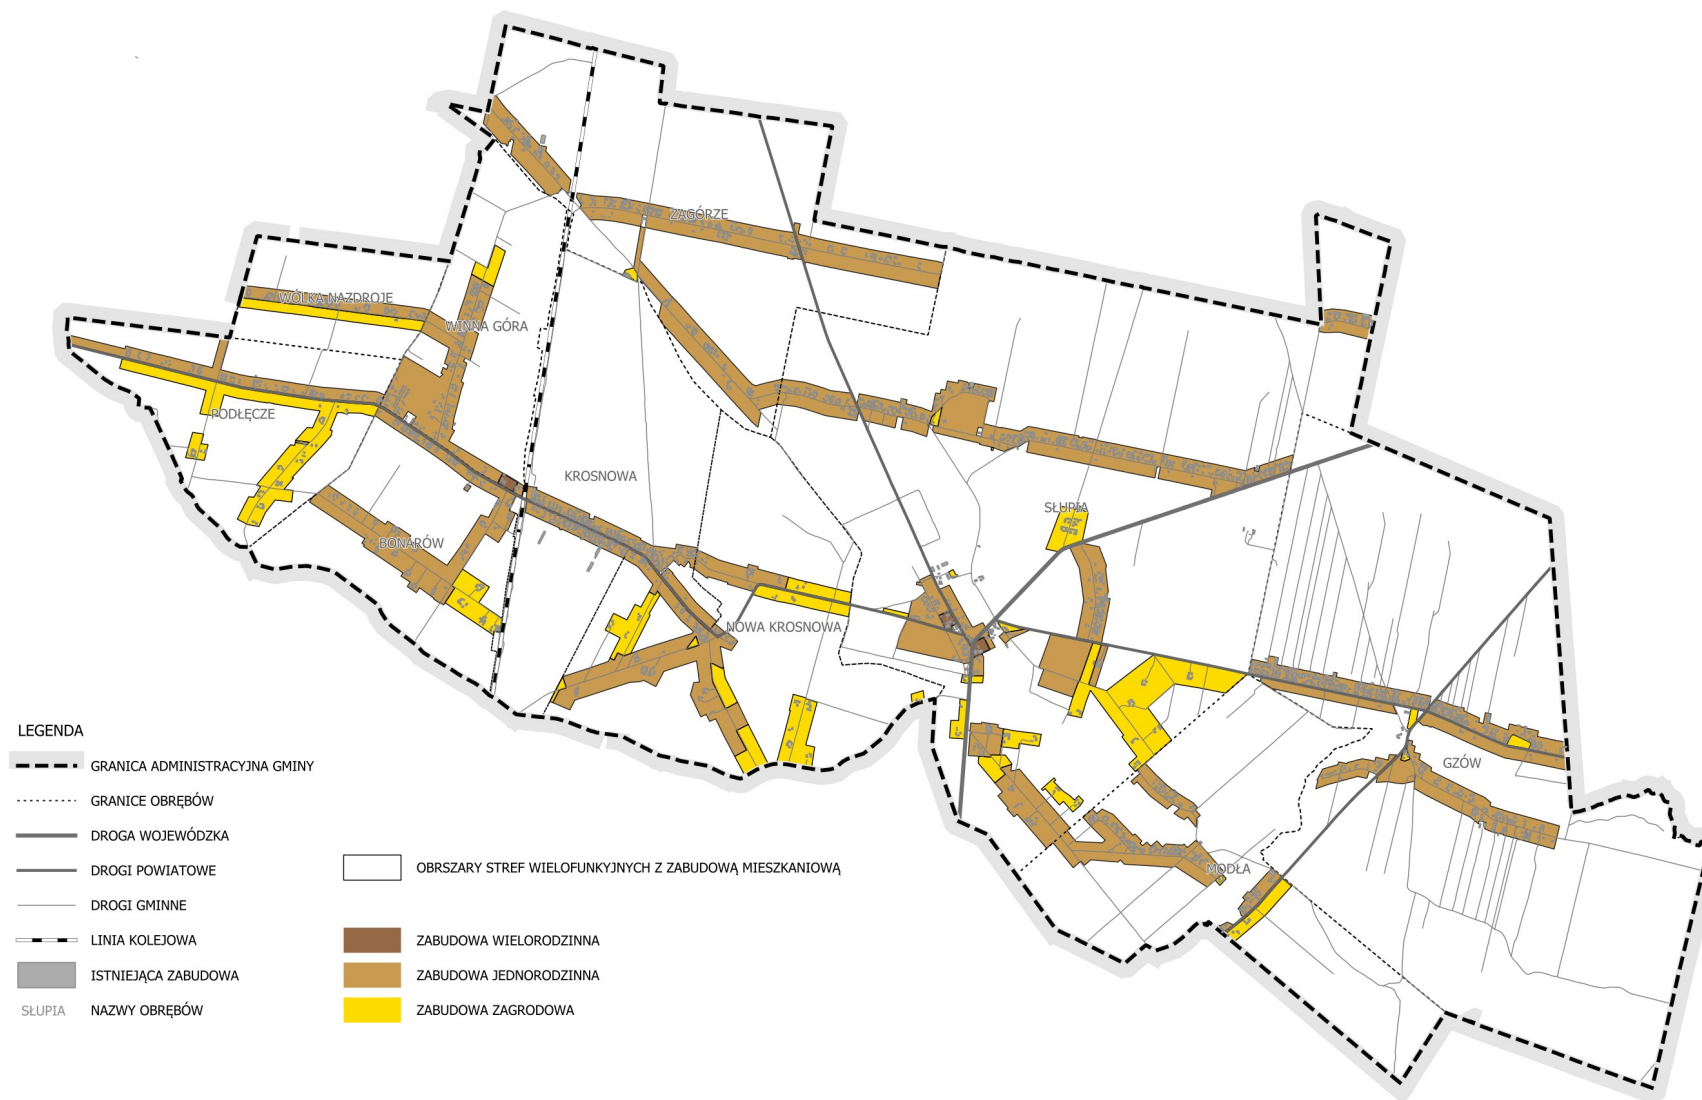 ZAGÓRZE
WÓLKA NAZDROJE
WINNA GÓRA
PODŁĘCZE
KROSNOWA
SŁUPIA
BONARÓW
NOWA KROSNOWA
GZÓW
MODŁA
LEGENDA
GRANICA ADMINISTRACYJNA GMINY
GRANICE OBRĘBÓW
DROGA WOJEWÓDZKA
DROGI POWIATOWE
DROGI GMINNE
LINIA KOLEJOWA
ISTNIEJĄCA ZABUDOWA
SŁUPIA NAZWY OBRĘBÓW
OBRSZARY STREF WIELOFUNKYJNYCH Z ZABUDOWĄ MIESZKANIOWĄ
ZABUDOWA WIELORODZINNA
ZABUDOWA JEDNORODZINNA
ZABUDOWA ZAGRODOWA